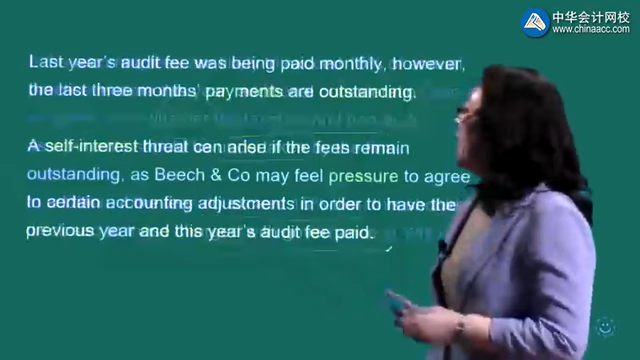 中华会计网校
www.chinaacc.com
Last year's audit fee was being paid monthly, however,
the last three months' payments are outstanding.
A self-interest threat can arise if the fees remain
outstanding, as Beech & Co may feel pressure to agree
to certain accounting adjustments in order to have the
previous year and this year's audit fee paid.